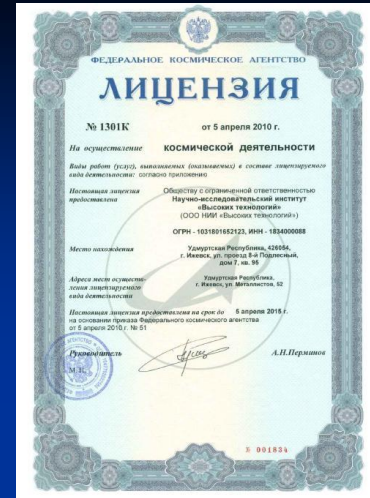 ФЕДЕРАЛЬНОЕ КОСМИЧЕСКОЕ АГЕНТСТВО
ЛИЦЕНЗИЯ
№ 1301К от 5 апреля 2010 г.
На осуществление космической деятельности
Виды работ (услуг), выполняемых (оказываемых) в составе лицензируемого
вида деятельности: согласно приложению
Настоящая лицензия
предоставлена
Обществу с ограниченной ответственностью
Научно-исследовательский институт
«Высоких технологий»
(ООО НИИ «Высоких технологий»)
ОГРН - 1031801652123, ИНН - 1834000088
Место нахождения
Удмуртская Республика, 426054,
г. Ижевск, ул. проезд 8-й Подлесный,
дом 7, кв. 96
Адреса мест осуществ-
ления лицензируемого
вида деятельности
Удмуртская Республика,
г. Ижевск, ул. Металлистов, 52
Настоящая лицензия предоставлена на срок до 5 апреля 2015 г.
на основании приказа Федерального космического агентства
от 5 апреля 2010 г. № 51
Руководитель А.Н.Перминов
М.П.
Б 001834